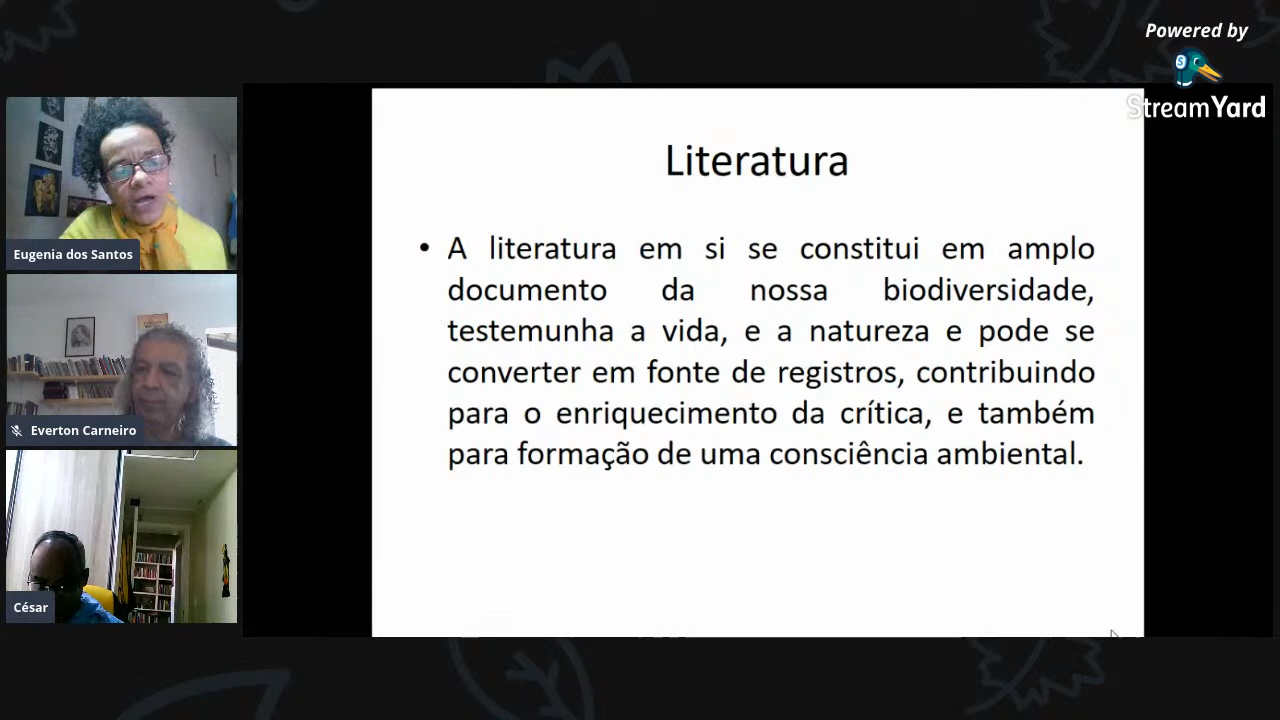 Powered by
StreamYard
Eugenia dos Santos
Everton Carneiro
César
Literatura
• A literatura em si se constitui em amplo
documento da nossa biodiversidade,
testemunha a vida, e a natureza e pode se
converter em fonte de registros, contribuindo
para o enriquecimento da crítica, e também
para formação de uma consciência ambiental.